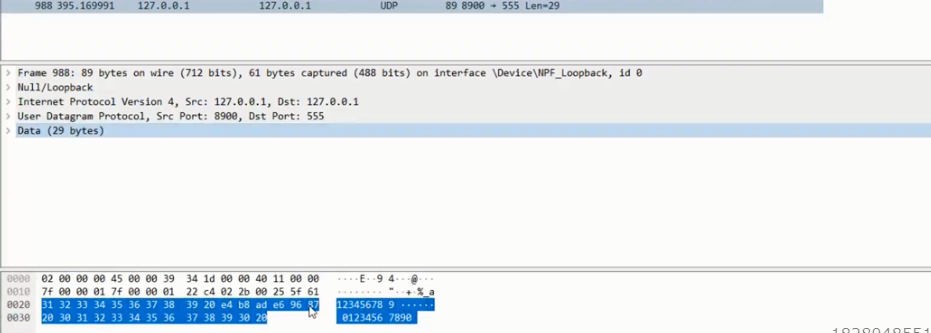 988 395.169991 127.0.0.1 127.0.0.1 UDP 89 8900 → 555 Len=29
Frame 988: 89 bytes on wire (712 bits), 61 bytes captured (488 bits) on interface \Device\NPF_Loopback, id 0
Null/Loopback
Internet Protocol Version 4, Src: 127.0.0.1, Dst: 127.0.0.1
User Datagram Protocol, Src Port: 8900, Dst Port: 555
Data (29 bytes)
0000 02 00 00 00 45 00 00 39 34 1d 00 00 40 11 00 00 ····E··9 4···@···
0010 7f 00 00 01 7f 00 00 01 22 c4 02 2b 00 25 5f 61 ········ "··+·%_a
0020 31 32 33 34 35 36 37 38 39 20 e4 b8 ad e6 96 87 12345678 9 ······
0030 20 30 31 32 33 34 35 36 37 38 39 30 20 0123456 7890